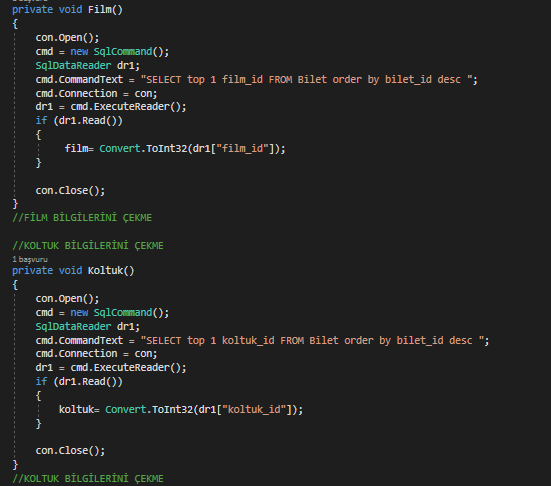 private void Film()
{
con.Open();
cmd = new SqlCommand();
SqlDataReader dr1;
cmd.CommandText = "SELECT top 1 film_id FROM Bilet order by bilet_id desc ";
cmd.Connection = con;
dr1 = cmd.ExecuteReader();
if (dr1.Read())
{
film= Convert.ToInt32(dr1["film_id"]);
}
con.Close();
}
//FİLM BİLGİLERİNİ ÇEKME
//KOLTUK BİLGİLERİNİ ÇEKME
1 başvuru
private void Koltuk()
{
con.Open();
cmd = new SqlCommand();
SqlDataReader dr1;
cmd.CommandText = "SELECT top 1 koltuk_id FROM Bilet order by bilet_id desc ";
cmd.Connection = con;
dr1 = cmd.ExecuteReader();
if (dr1.Read())
{
koltuk= Convert.ToInt32(dr1["koltuk_id"]);
}
con.Close();
}
//KOLTUK BİLGİLERİNİ ÇEKME